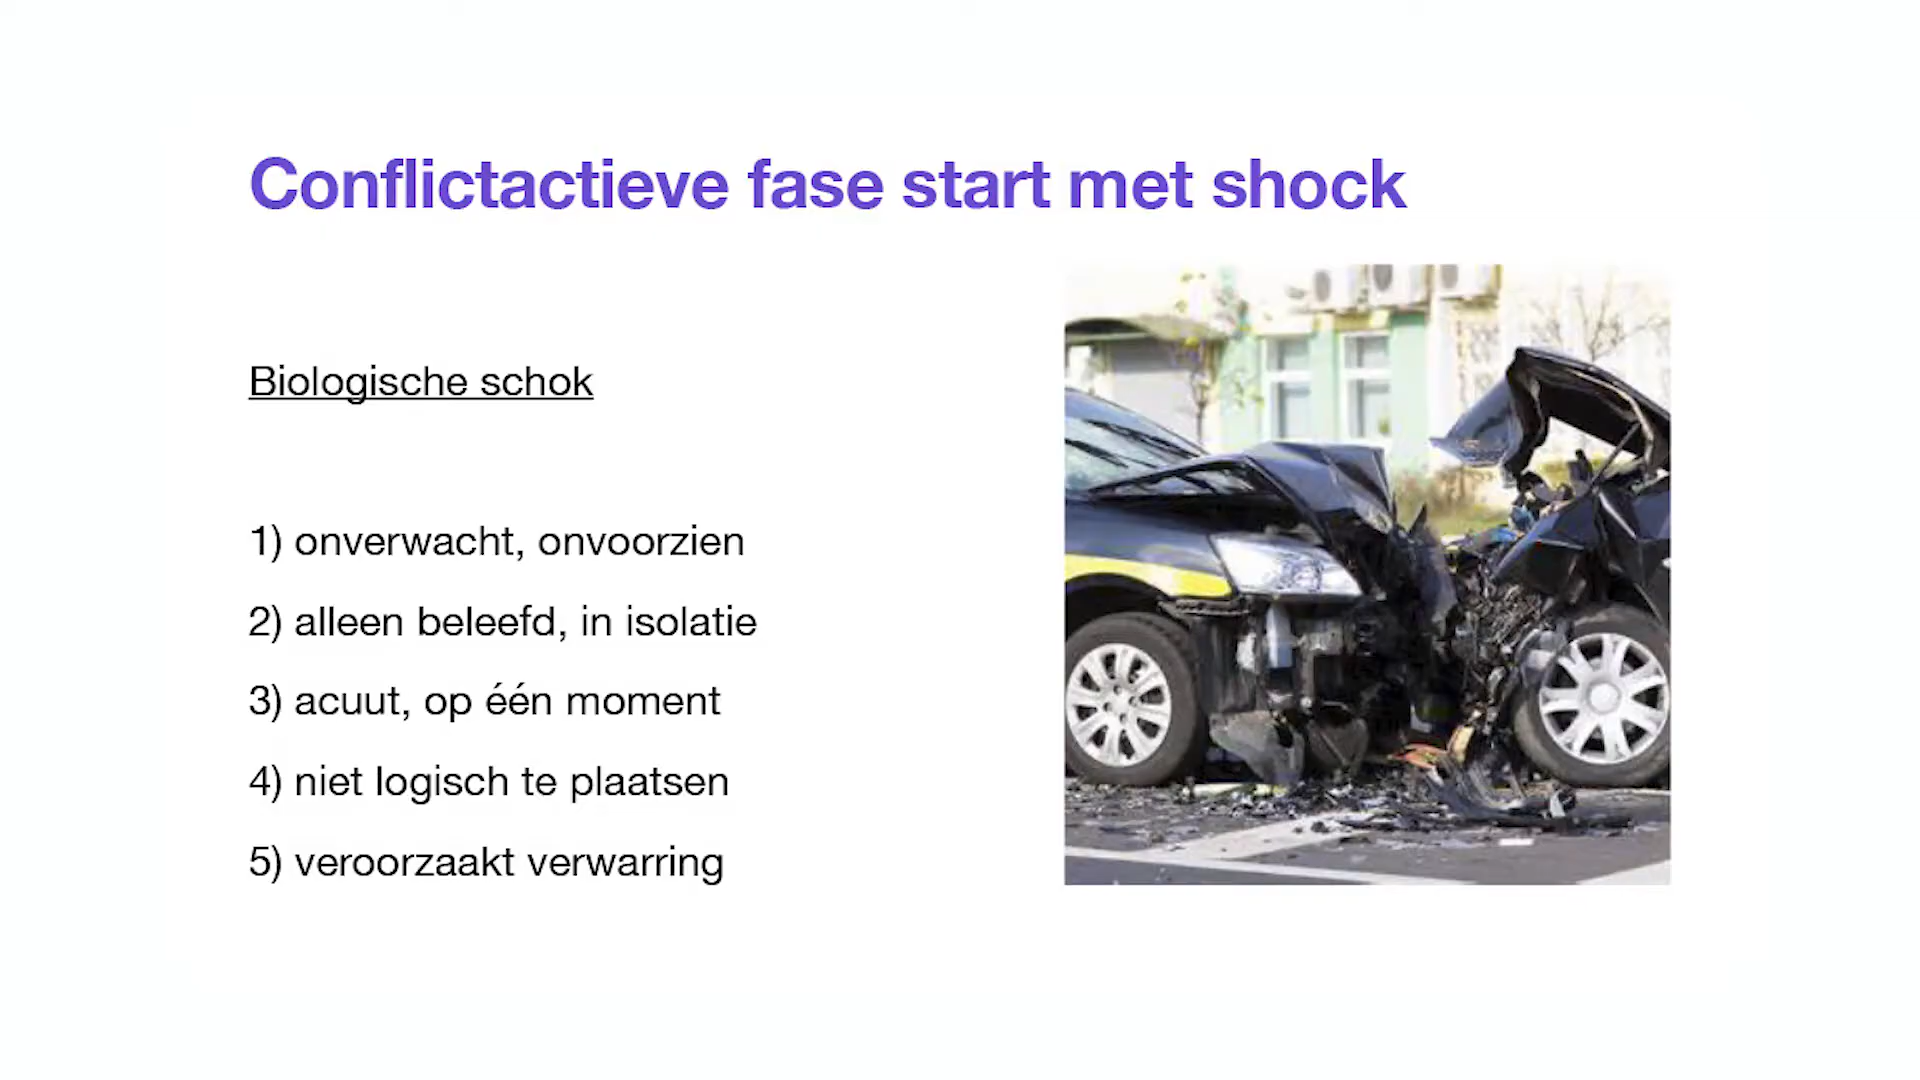 Conflictactieve fase start met shock
Biologische schok
1) onverwacht, onvoorzien
2) alleen beleefd, in isolatie
3) acuut, op één moment
4) niet logisch te plaatsen
5) veroorzaakt verwarring